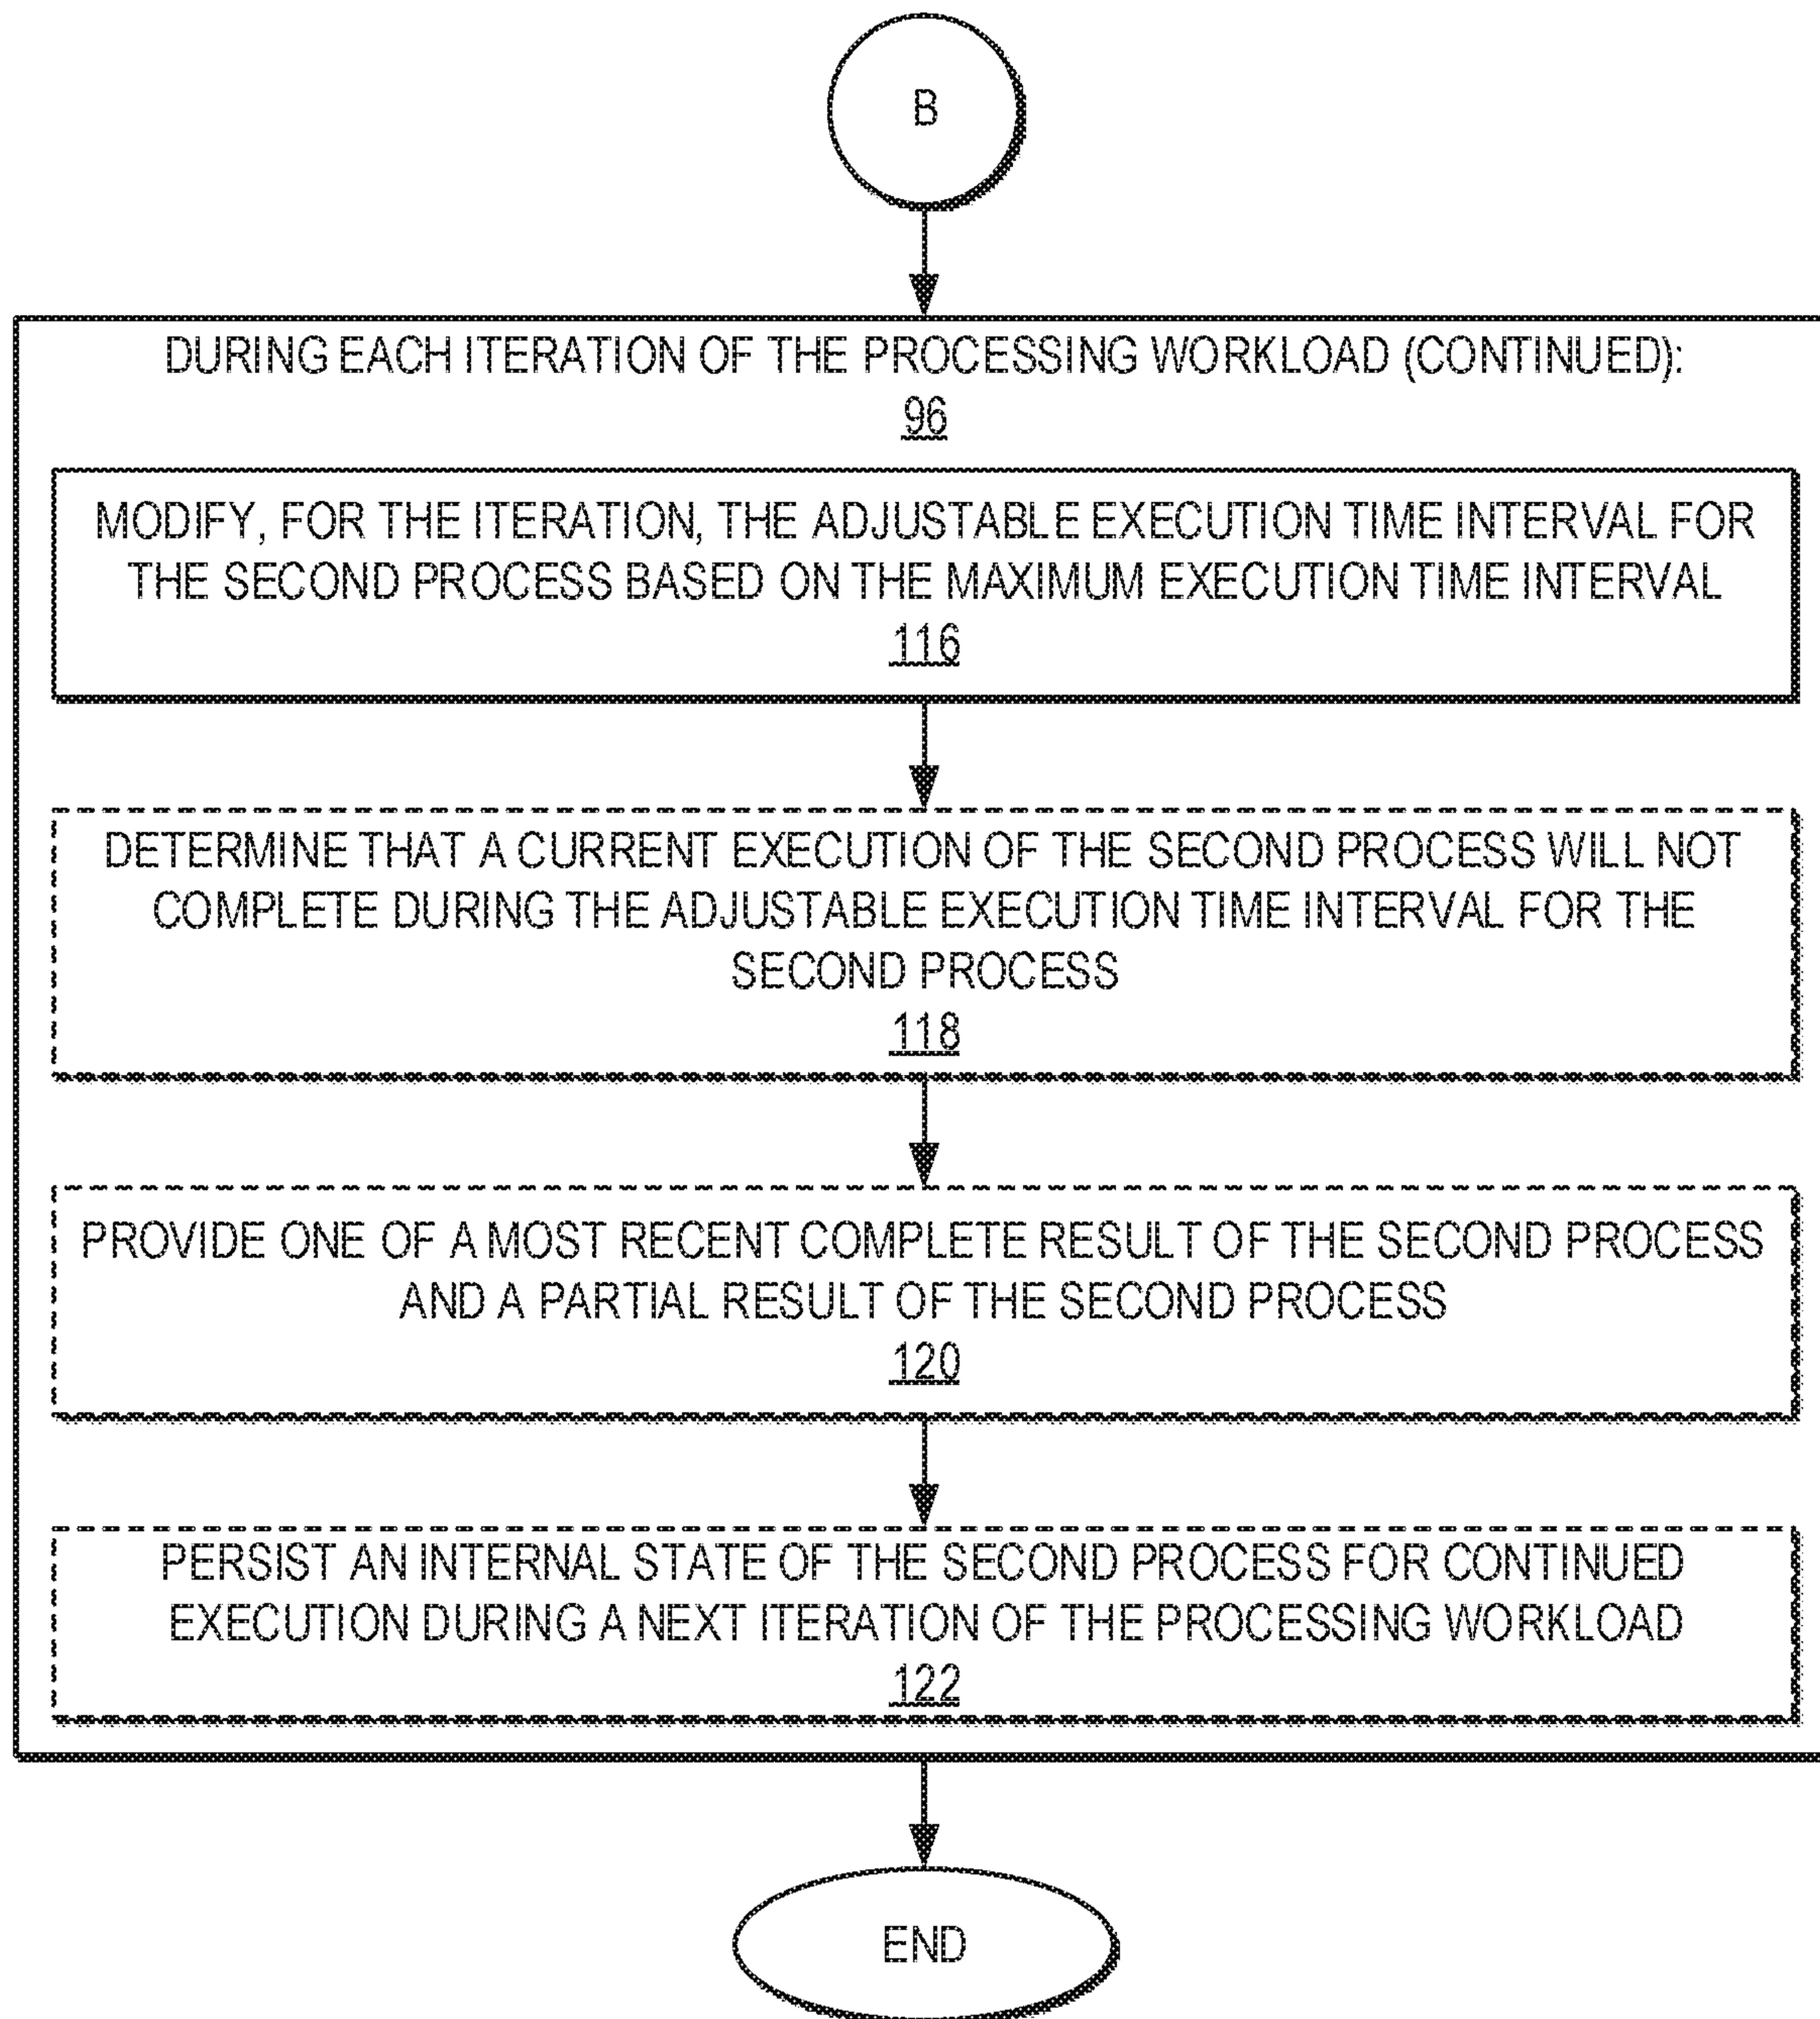 B
DURING EACH ITERATION OF THE PROCESSING WORKLOAD (CONTINUED):
96
MODIFY, FOR THE ITERATION, THE ADJUSTABLE EXECUTION TIME INTERVAL FOR
THE SECOND PROCESS BASED ON THE MAXIMUM EXECUTION TIME INTERVAL
116
DETERMINE THAT A CURRENT EXECUTION OF THE SECOND PROCESS WILL NOT
COMPLETE DURING THE ADJUSTABLE EXECUTION TIME INTERVAL FOR THE
SECOND PROCESS
118
PROVIDE ONE OF A MOST RECENT COMPLETE RESULT OF THE SECOND PROCESS
AND A PARTIAL RESULT OF THE SECOND PROCESS
120
PERSIST AN INTERNAL STATE OF THE SECOND PROCESS FOR CONTINUED
EXECUTION DURING A NEXT ITERATION OF THE PROCESSING WORKLOAD
122
END